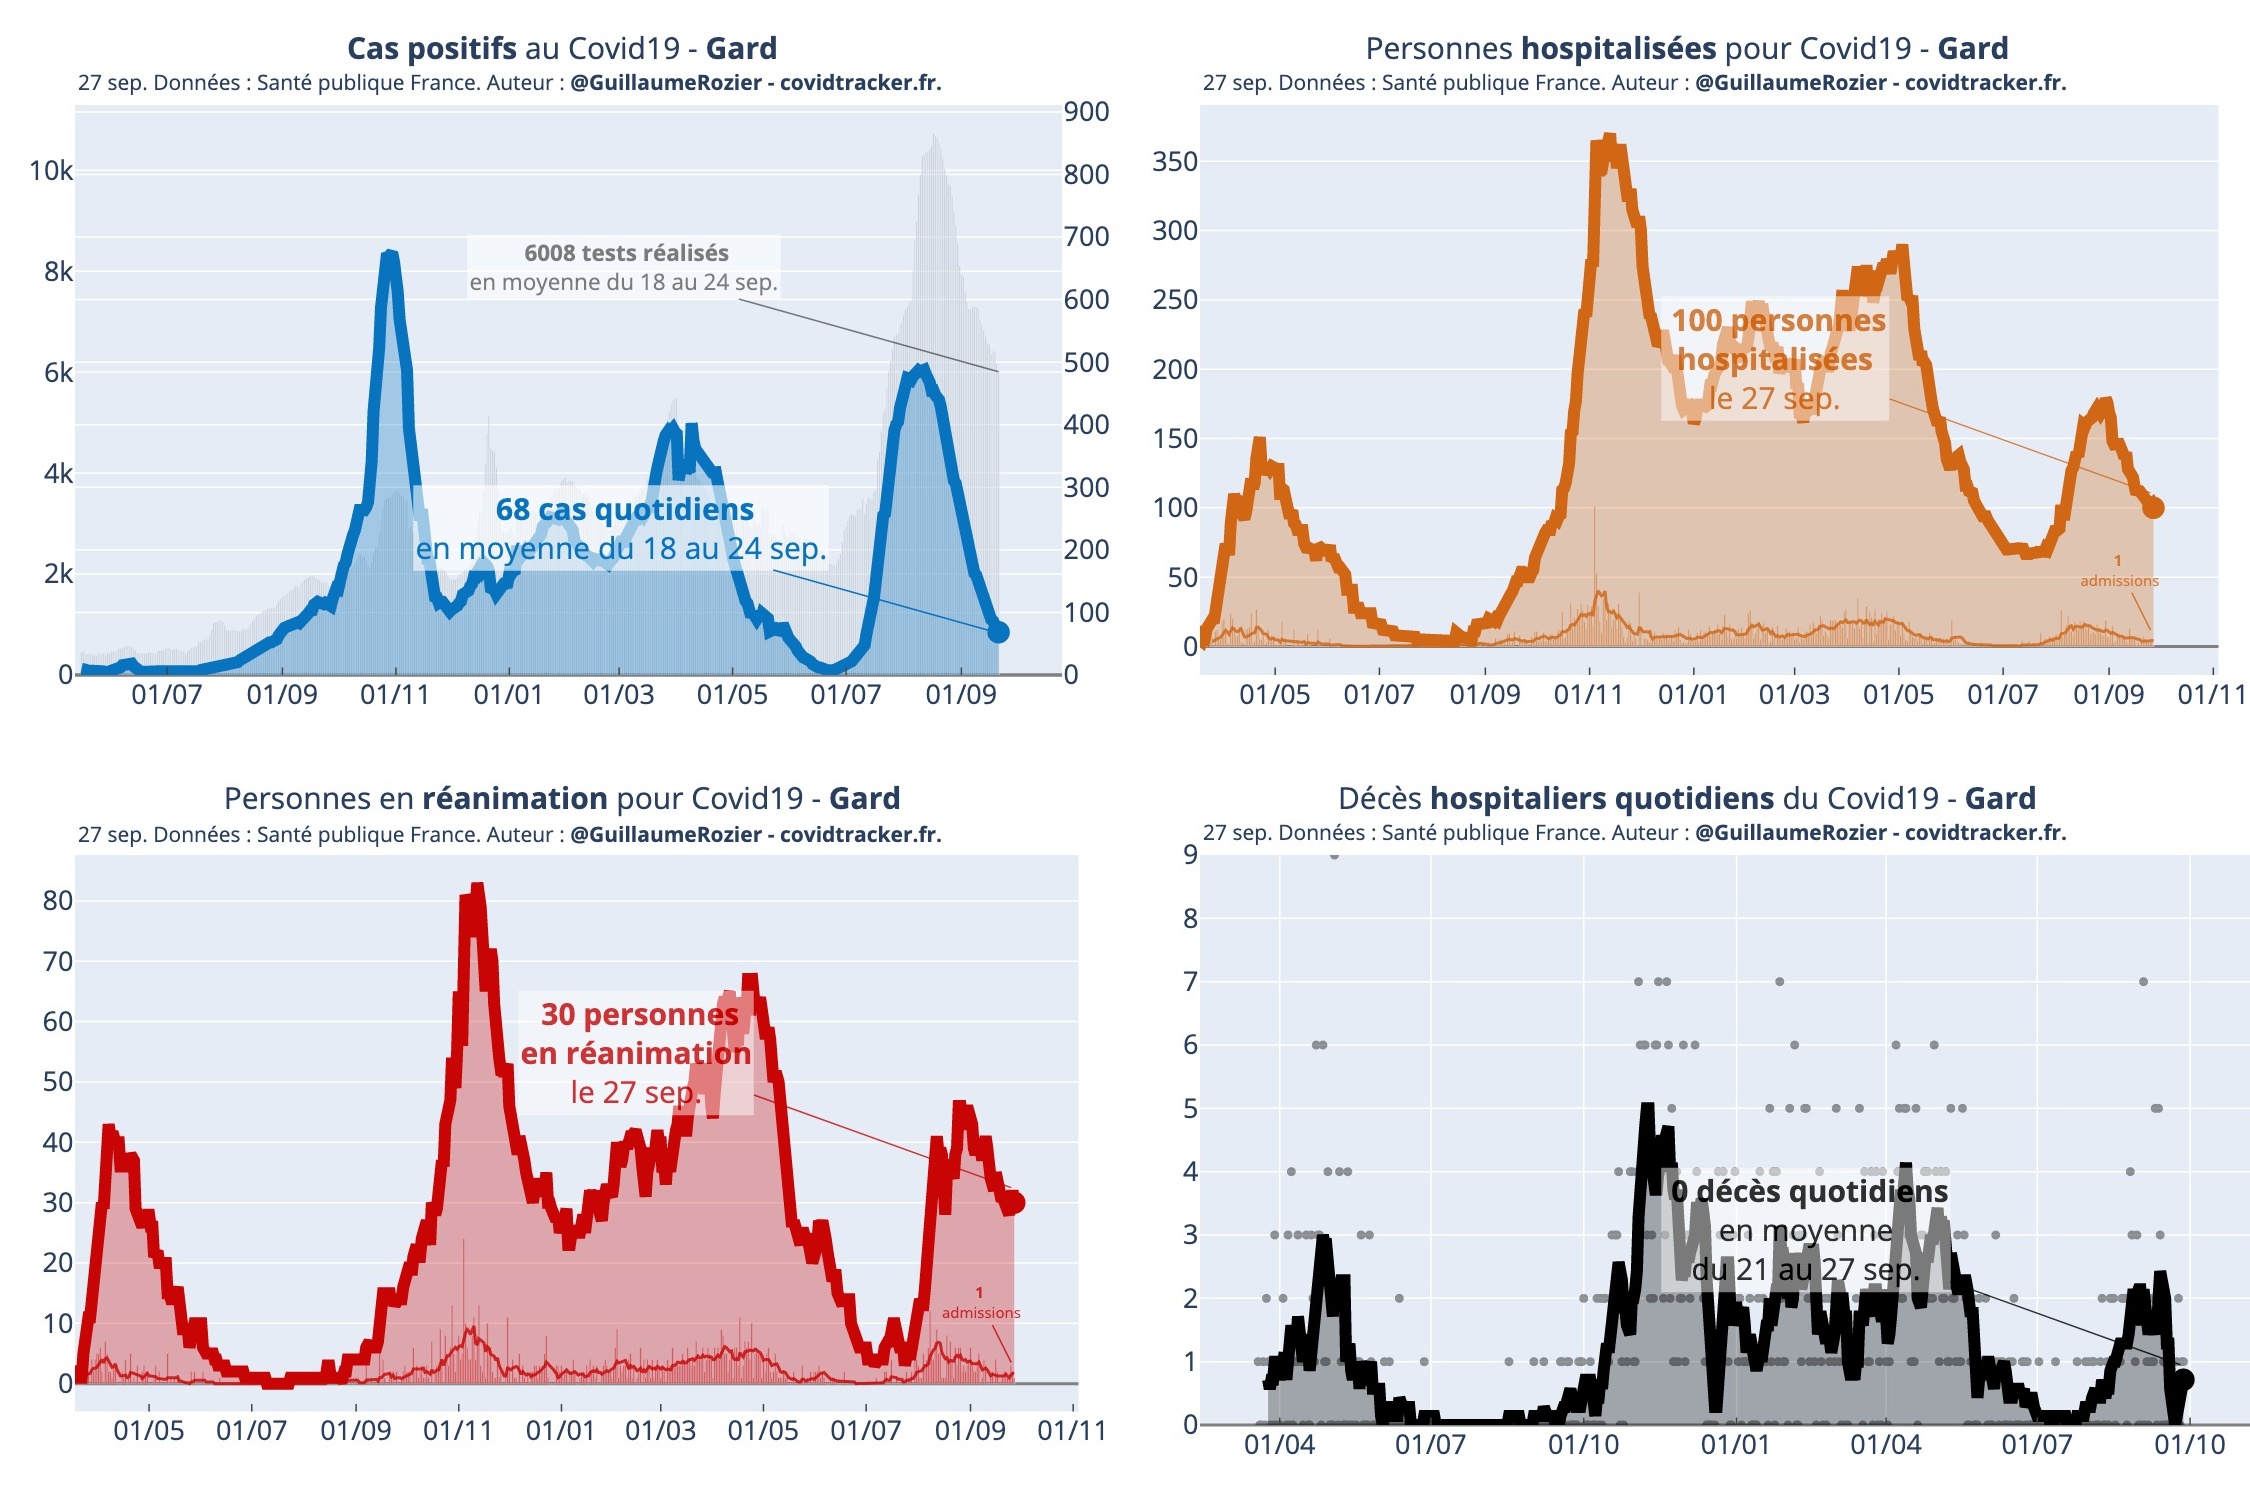 Cas positifs au Covid19 - Gard
27 sep. Données : Santé publique France. Auteur : @GuillaumeRozier - covidtracker.fr.
900
10k
800
700
6008 tests réalisés
en moyenne du 18 au 24 sep.
8k
600
6k
500
400
4k
300
68 cas quotidiens
en moyenne du 18 au 24 sep.
200
2k
100
0
0
01/07
01/09
01/11
01/01
01/03
01/05
01/07
01/09
Personnes hospitalisées pour Covid19 - Gard
27 sep. Données : Santé publique France. Auteur : @GuillaumeRozier - covidtracker.fr.
350
300
250
100 personnes
hospitalisées
le 27 sep.
200
150
100
1
admissions
50
0
01/05
01/07
01/09
01/11
01/01
01/03
01/05
01/07
01/09
01/11
Personnes en réanimation pour Covid19 - Gard
27 sep. Données : Santé publique France. Auteur : @GuillaumeRozier - covidtracker.fr.
80
70
60
30 personnes
en réanimation
le 27 sep.
50
40
30
20
1
admissions
10
0
01/05
01/07
01/09
01/11
01/01
01/03
01/05
01/07
01/09
01/11
Décès hospitaliers quotidiens du Covid19 - Gard
27 sep. Données : Santé publique France. Auteur : @GuillaumeRozier - covidtracker.fr.
9
8
7
6
5
4
0 décès quotidiens
en moyenne
du 21 au 27 sep.
3
2
1
0
01/04
01/07
01/10
01/01
01/04
01/07
01/10